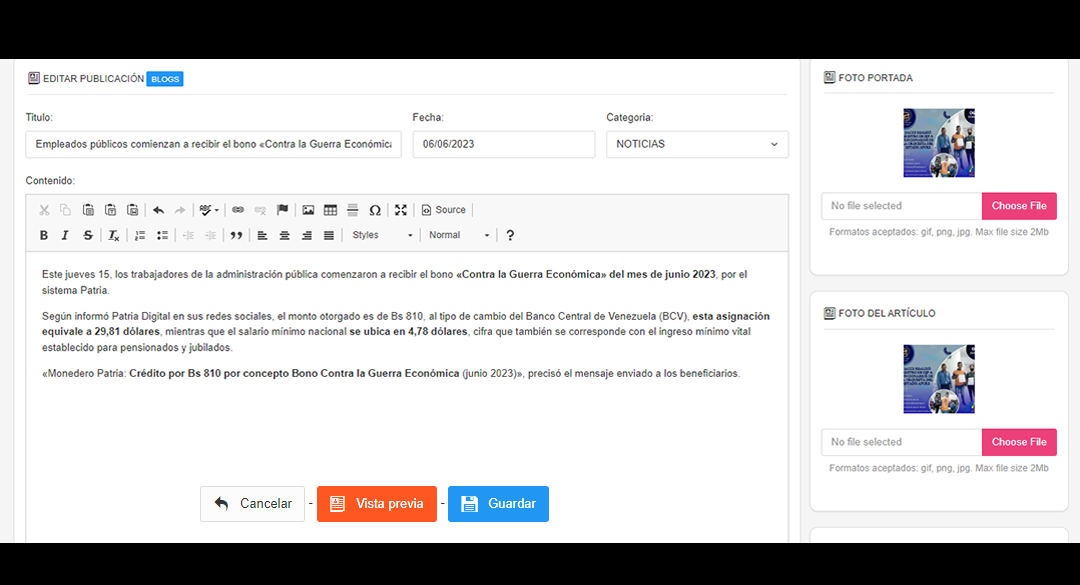 EDITAR PUBLICACIÓN BLOGS
Titulo:
Fecha:
Categoría:
Empleados públicos comienzan a recibir el bono «Contra la Guerra Económica
06/06/2023
NOTICIAS
Contenido:
Source
Styles
Normal
Este jueves 15, los trabajadores de la administración pública comenzaron a recibir el bono «Contra la Guerra Económica» del mes de junio 2023, por el
sistema Patria.
Según informó Patria Digital en sus redes sociales, el monto otorgado es de Bs 810, al tipo de cambio del Banco Central de Venezuela (BCV), esta asignación
equivale a 29,81 dólares, mientras que el salario mínimo nacional se ubica en 4,78 dólares, cifra que también se corresponde con el ingreso mínimo vital
establecido para pensionados y jubilados.
«Monedero Patria: Crédito por Bs 810 por concepto Bono Contra la Guerra Económica (junio 2023)», precisó el mensaje enviado a los beneficiarios.
Cancelar - Vista previa - Guardar
FOTO PORTADA
No file selected Choose File
Formatos aceptados: gif, png, jpg. Max file size 2Mb
FOTO DEL ARTÍCULO
No file selected Choose File
Formatos aceptados: gif, png, jpg. Max file size 2Mb